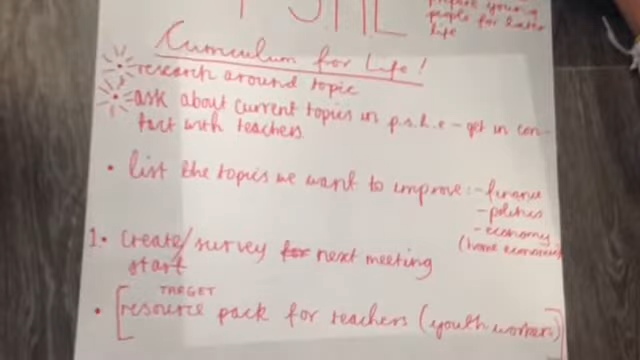 PSHE
prepare young
people for later
life
Curriculum for Life!
research around topic
ask about current topics in p.s.h.e - get in con-
tact with teachers.
• list the topics we want to improve: - finance
- politics
- economy
(home economics)
1. create/survey for next meeting
start
TARGET
• [resource pack for teachers (youth workers)